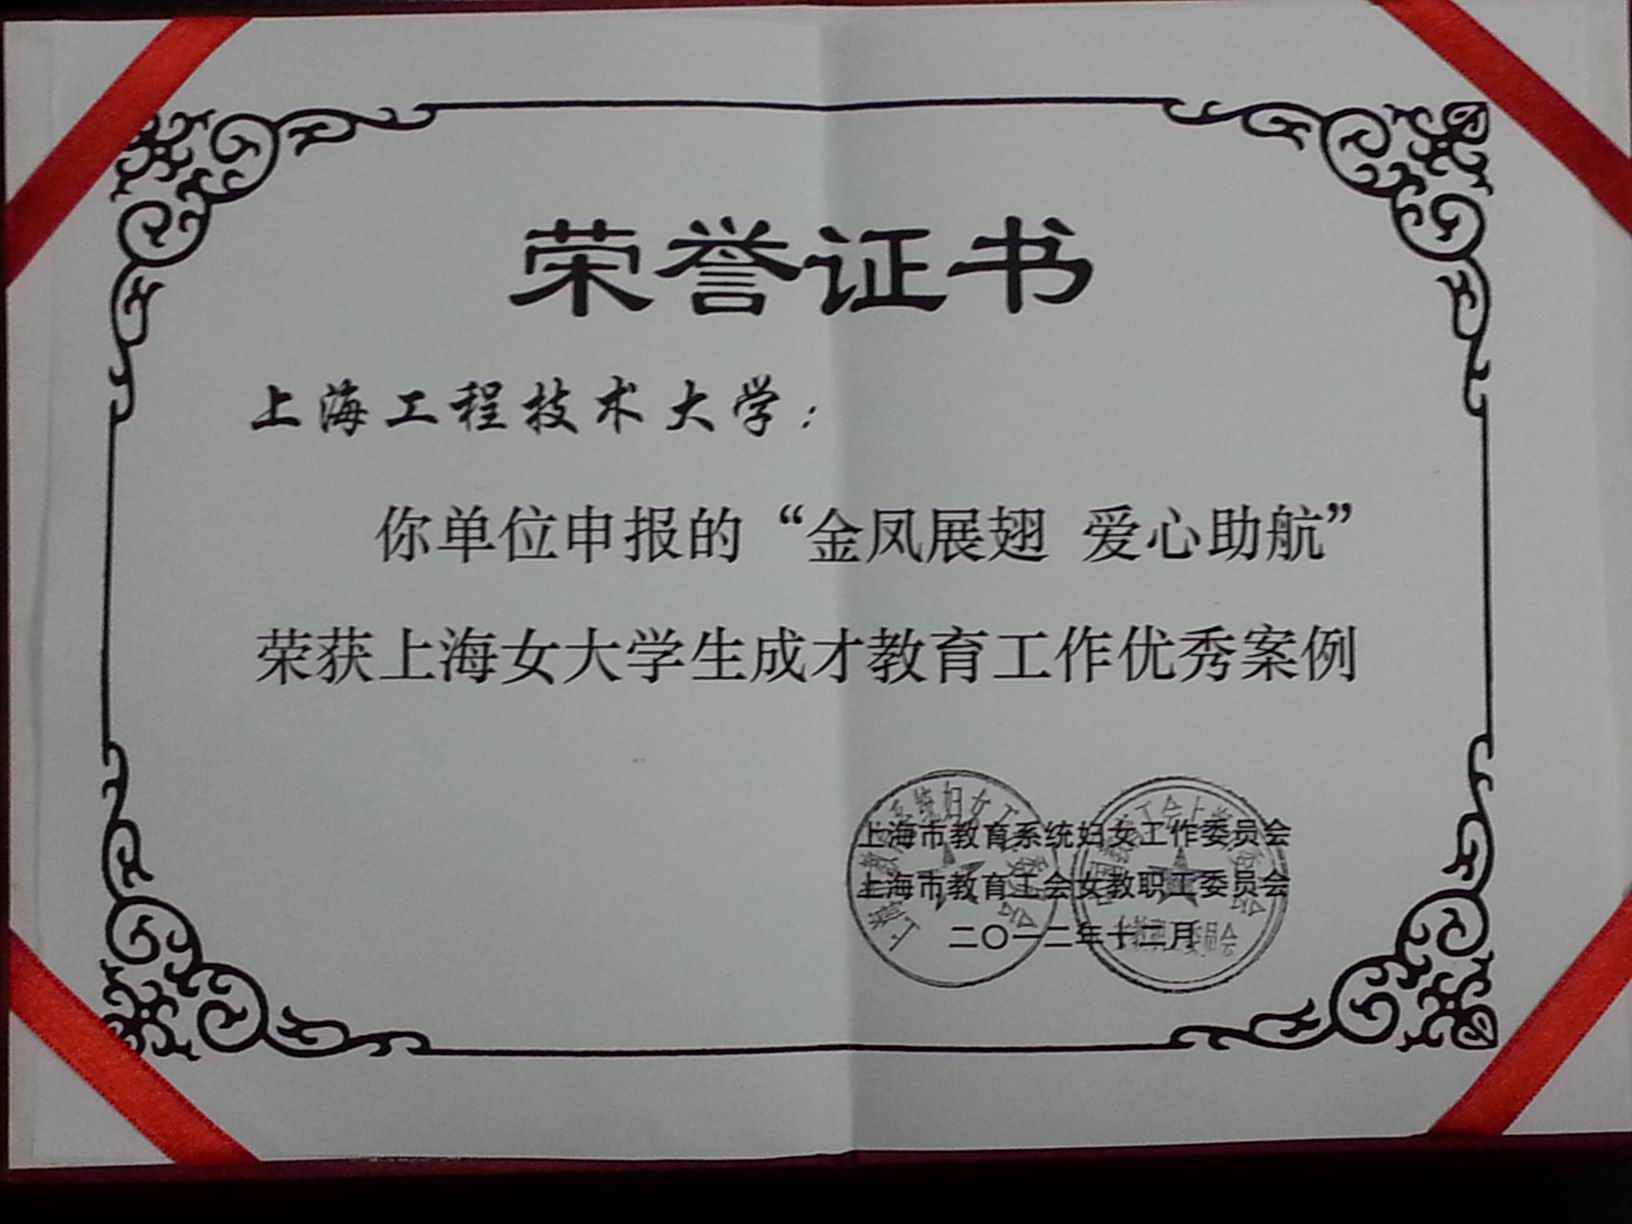 荣誉证书
上海工程技术大学：
你单位申报的“金凤展翅 爱心助航”
荣获上海女大学生成才教育工作优秀案例
上海市教育系统妇女工作委员会
上海市教育工会女教职工委员会
二〇一二年十二月